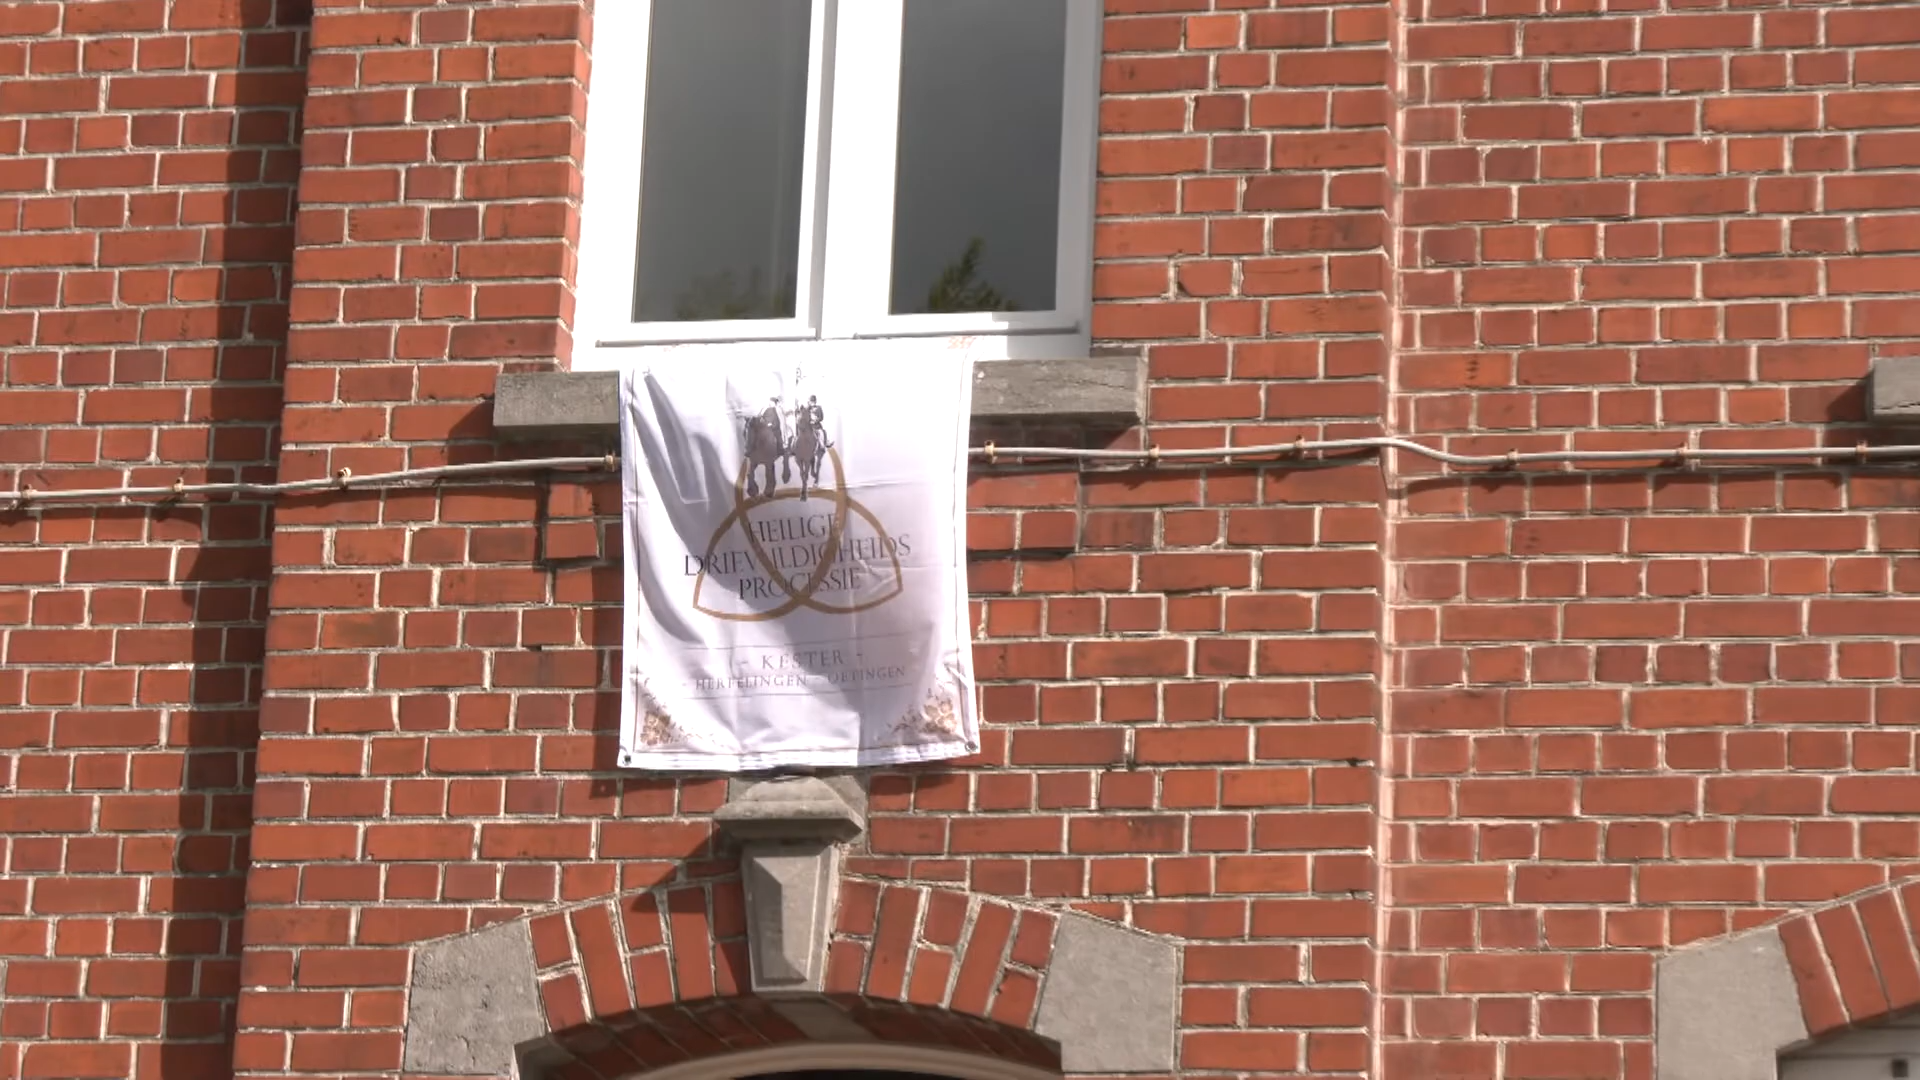 HEILIGE
DRIEVULDIGHEIDS
PROCESSIE
- KESTER -
- HERFELINGEN - OETINGEN